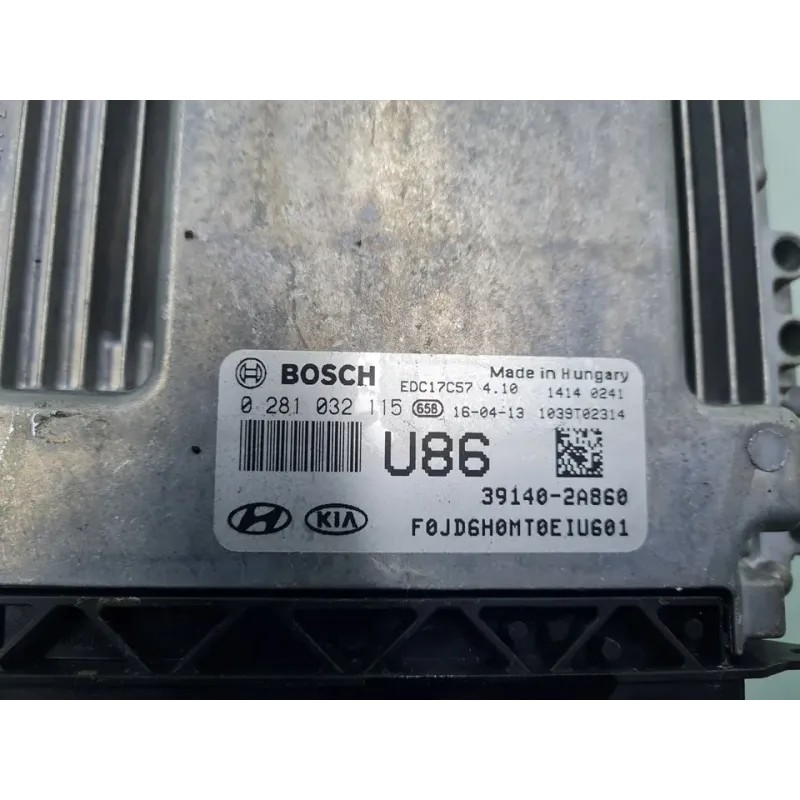 BOSCH EDC17C57 4.10 Made in Hungary
1414 0241
0 281 032 115 658 16-04-13 1039T02314
U86
39140-2A860
KIA F0JD6H0MT0EIU601